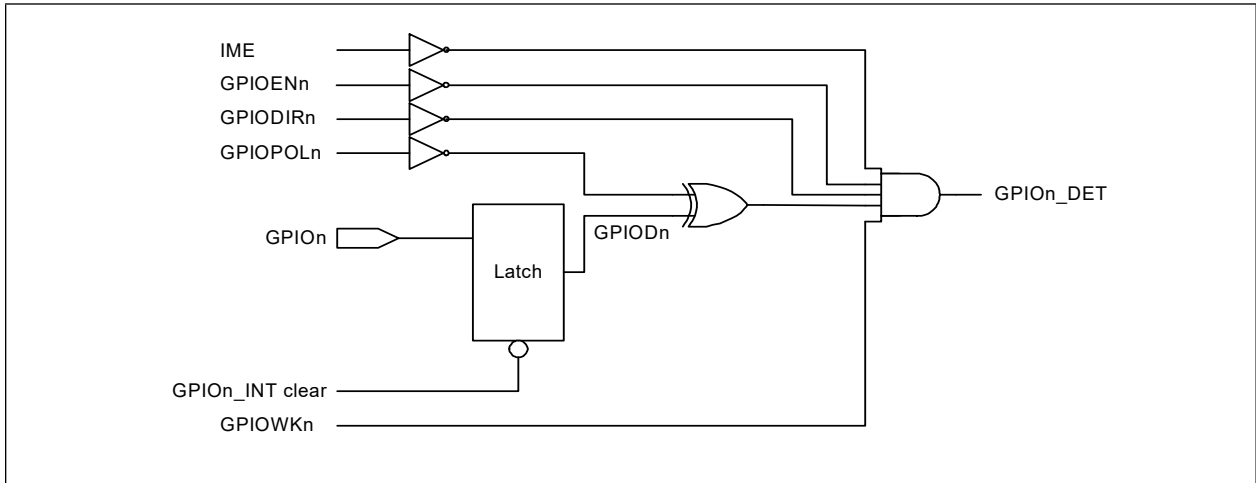 IME
GPIOENn
GPIODIRn
GPIOPOLn
GPIOn_DET
GPIODn
GPIOn
Latch
GPIOn_INT clear
GPIOWKn